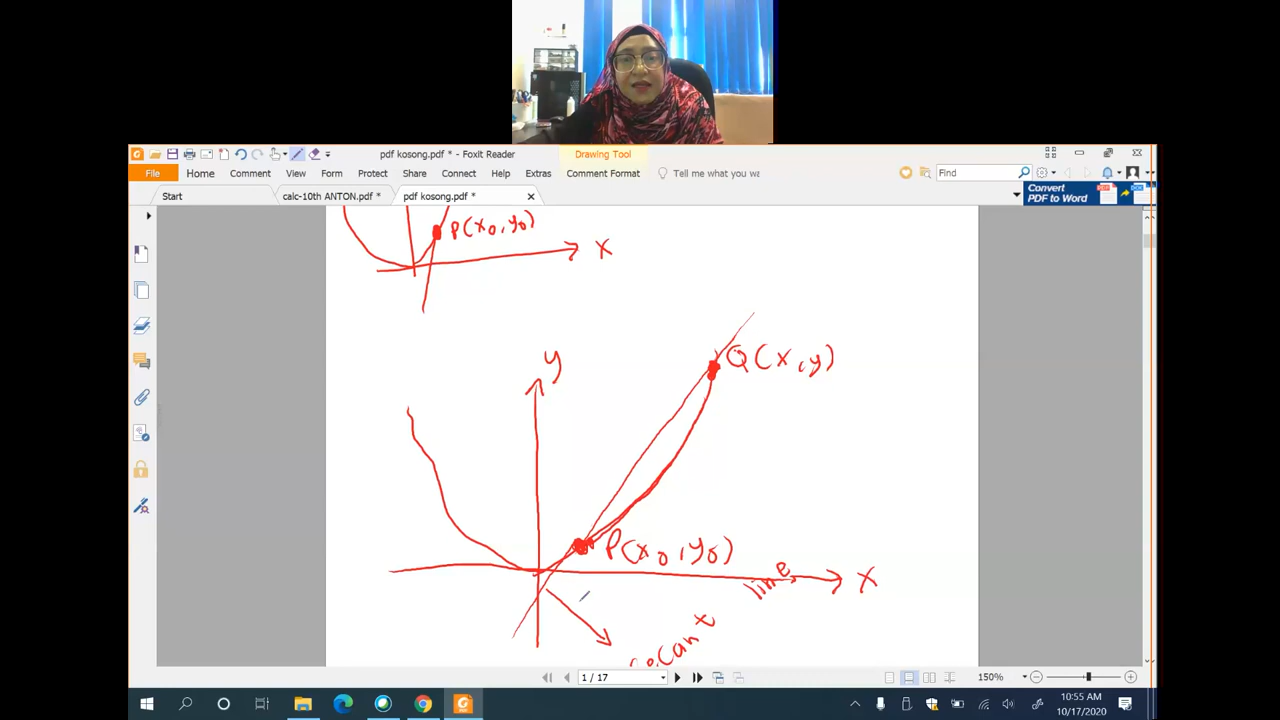 pdf kosong.pdf * - Foxit Reader
Drawing Tool
File
Home
Comment
View
Form
Protect
Share
Connect
Help
Extras
Comment Format
Tell me what you wa
Find
Start
calc-10th ANTON.pdf *
pdf kosong.pdf *
Convert
PDF to Word
P(x0, y0)
X
y
Q(x, y)
P(x0, y0)
X
secant line
1 / 17
150%
10:55 AM
10/17/2020